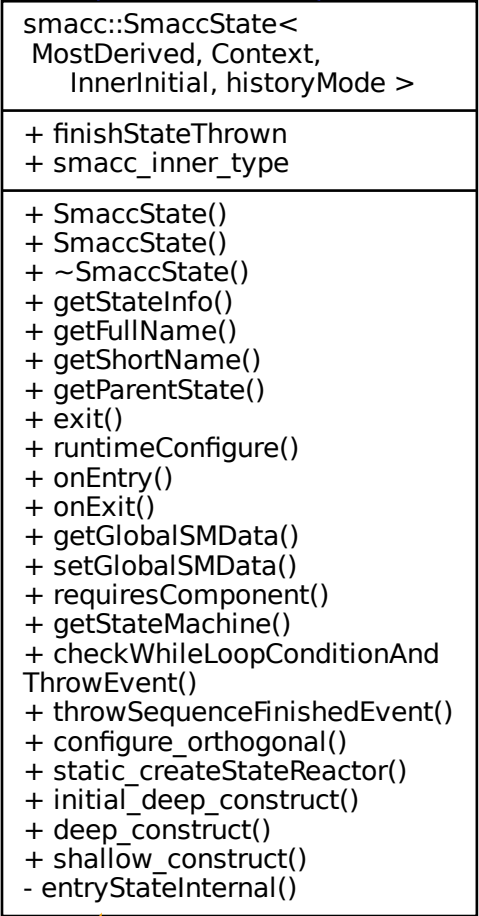 smacc::SmaccState<
MostDerived, Context,
InnerInitial, historyMode >
+ finishStateThrown
+ smacc_inner_type
+ SmaccState()
+ SmaccState()
+ ~SmaccState()
+ getStateInfo()
+ getFullName()
+ getShortName()
+ getParentState()
+ exit()
+ runtimeConfigure()
+ onEntry()
+ onExit()
+ getGlobalSMData()
+ setGlobalSMData()
+ requiresComponent()
+ getStateMachine()
+ checkWhileLoopConditionAnd
ThrowEvent()
+ throwSequenceFinishedEvent()
+ configure_orthogonal()
+ static_createStateReactor()
+ initial_deep_construct()
+ deep_construct()
+ shallow_construct()
- entryStateInternal()